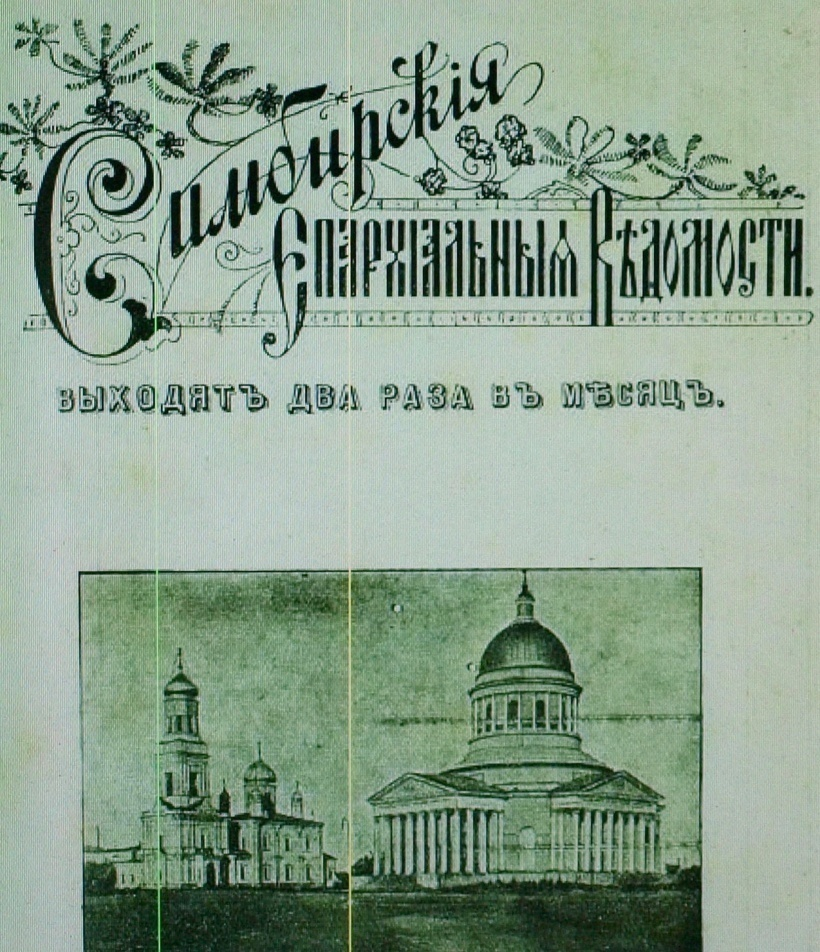 Симбирскія
Епархіальныя Вѣдомости.
ВЫХОДЯТЪ ДВА РАЗА ВЪ МѢСЯЦЪ.